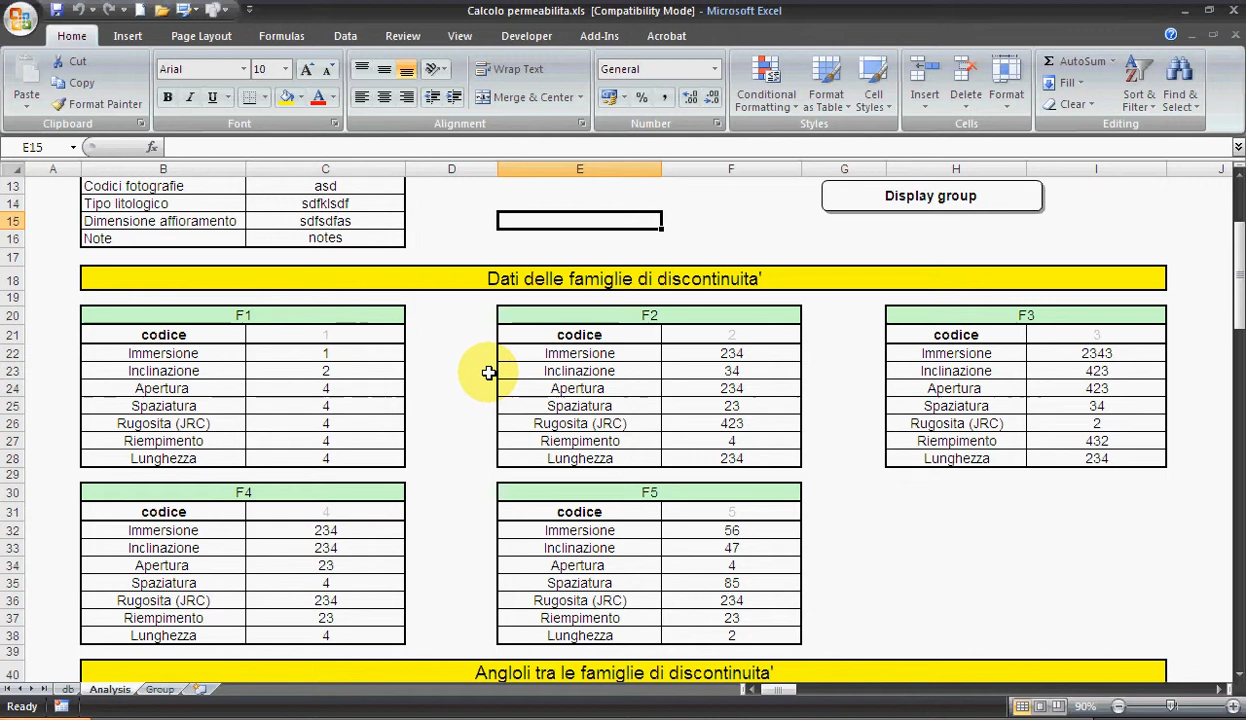 Calcolo permeabilita.xls [Compatibility Mode] - Microsoft Excel
Home Insert Page Layout Formulas Data Review View Developer Add-Ins Acrobat
Paste
Cut
Copy
Format Painter
Clipboard
Arial 10
B I U
Font
Wrap Text
Merge & Center
Alignment
General
Number
Conditional Formatting
Format as Table
Cell Styles
Styles
Insert
Delete
Format
Cells
AutoSum
Fill
Clear
Sort & Filter
Find & Select
Editing
E15 fx
A B C D E F G H I J
13 Codici fotografie asd
Display group
14 Tipo litologico sdfklsdf
15 Dimensione affioramento sdfsdfas
16 Note notes
17
18 Dati delle famiglie di discontinuita'
19
20 F1 F2 F3
21 codice 1 codice 2 codice 3
22 Immersione 1 Immersione 234 Immersione 2343
23 Inclinazione 2 Inclinazione 34 Inclinazione 423
24 Apertura 4 Apertura 234 Apertura 423
25 Spaziatura 4 Spaziatura 23 Spaziatura 34
26 Rugosita (JRC) 4 Rugosita (JRC) 423 Rugosita (JRC) 2
27 Riempimento 4 Riempimento 4 Riempimento 432
28 Lunghezza 4 Lunghezza 234 Lunghezza 234
29
30 F4 F5
31 codice 4 codice 5
32 Immersione 234 Immersione 56
33 Inclinazione 234 Inclinazione 47
34 Apertura 23 Apertura 4
35 Spaziatura 4 Spaziatura 85
36 Rugosita (JRC) 234 Rugosita (JRC) 234
37 Riempimento 23 Riempimento 23
38 Lunghezza 4 Lunghezza 2
39
40 Angloli tra le famiglie di discontinuita'
db Analysis Group
Ready 90%